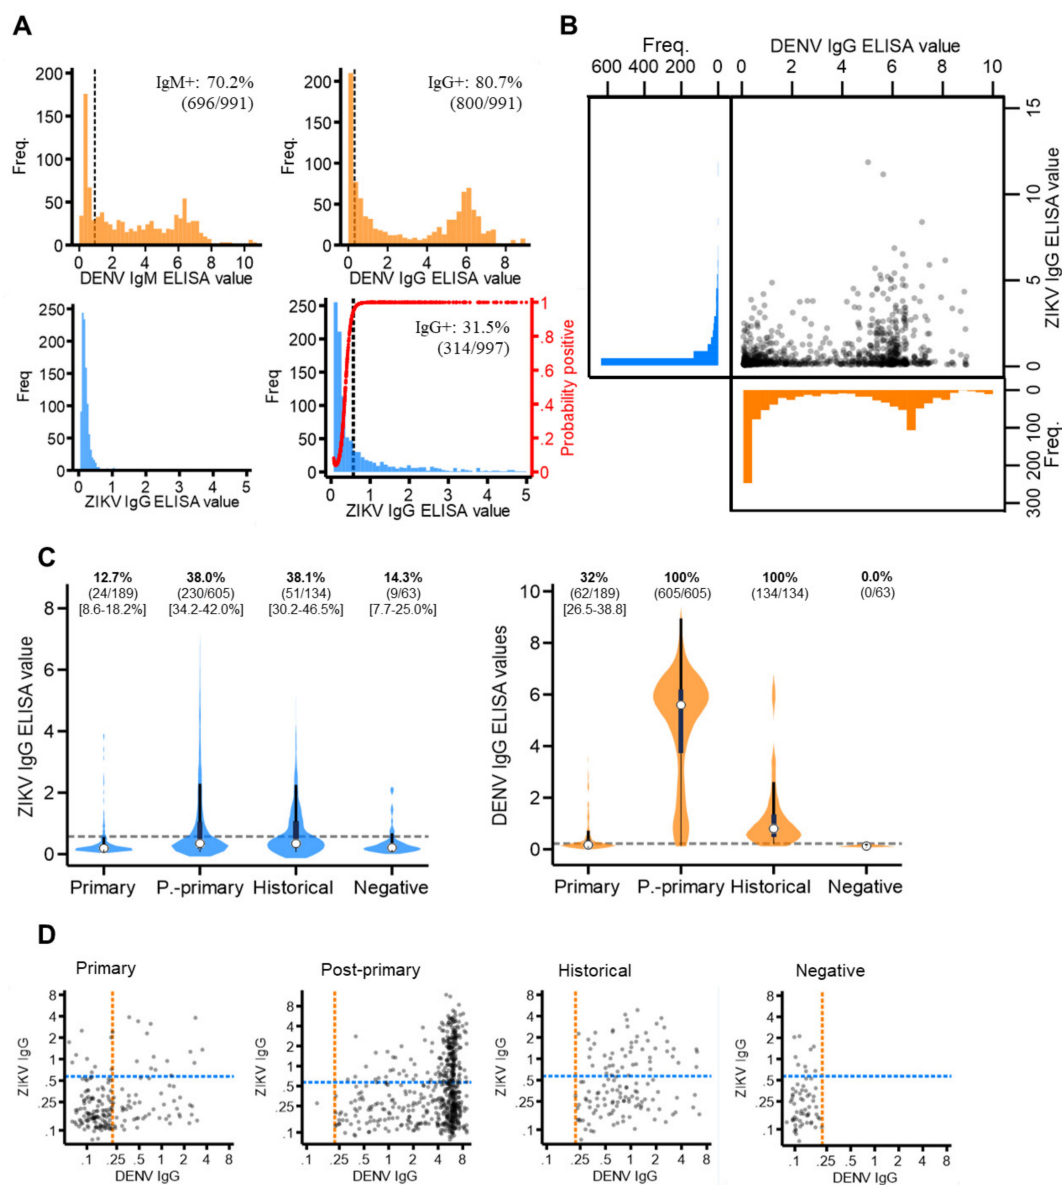 A
200
150
100
50
0
Freq.
IgM+: 70.2%
(696/991)
0 2 4 6 8 10
DENV IgM ELISA value
200
150
100
50
0
Freq.
IgG+: 80.7%
(800/991)
0 2 4 6 8
DENV IgG ELISA value
250
200
150
100
50
0
Freq
0 1 2 3 4 5
ZIKV IgG ELISA value
250
200
150
100
50
0
Freq
IgG+: 31.5%
(314/997)
1
.8
.6
.4
.2
0
Probability positive
0 1 2 3 4 5
ZIKV IgG ELISA value
B
Freq.
600 400 200 0
DENV IgG ELISA value
0 2 4 6 8 10
15
10
5
0
ZIKV IgG ELISA value
0
100
200
300
Freq.
C
12.7% 38.0% 38.1% 14.3%
(24/189) (230/605) (51/134) (9/63)
[8.6-18.2%] [34.2-42.0%] [30.2-46.5%] [7.7-25.0%]
8
6
4
2
0
ZIKV IgG ELISA value
Primary P.-primary Historical Negative
32% 100% 100% 0.0%
(62/189) (605/605) (134/134) (0/63)
[26.5-38.8]
10
8
6
4
2
0
DENV IgG ELISA values
Primary P.-primary Historical Negative
D
Primary
8
4
2
1
.5
.25
.1
ZIKV IgG
.1 .25 .5 1 2 4 8
DENV IgG
Post-primary
8
4
2
1
.5
.25
.1
ZIKV IgG
.1 .25 .5 1 2 4 8
DENV IgG
Historical
8
4
2
1
.5
.25
.1
ZIKV IgG
.1 .25 .5 1 2 4 8
DENV IgG
Negative
8
4
2
1
.5
.25
.1
ZIKV IgG
.1 .25 .5 1 2 4 8
DENV IgG